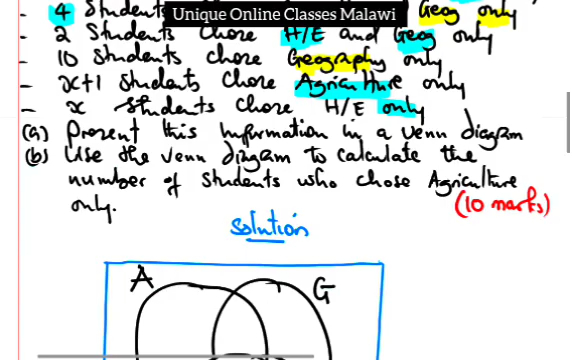 - 4 Students Geog only
Unique Online Classes Malawi
- 2 Students Chose H/E and Geog only
- 10 Students Chose Geography only
- x+1 Students Chose Agriculture only
- x Students Chose H/E only
(a) Present this Information in a Venn diagram
(b) Use the Venn diagram to calculate the
number of students who chose Agriculture
only.
(10 marks)
Solution
A
G